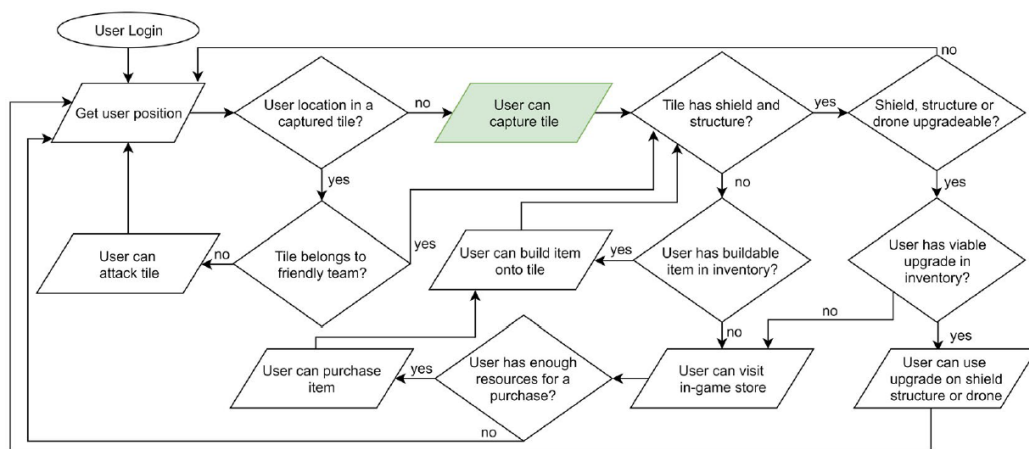 User Login
no
Get user position
User location in a
captured tile?
no
User can
capture tile
Tile has shield and
structure?
yes
Shield, structure or
drone upgradeable?
yes
no
yes
User can
attack tile
no
Tile belongs to
friendly team?
yes
User can build item
onto tile
yes
User has buildable
item in inventory?
User has viable
upgrade in
inventory?
no
no
yes
User can purchase
item
yes
User has enough
resources for a
purchase?
User can visit
in-game store
User can use
upgrade on shield
structure or drone
no